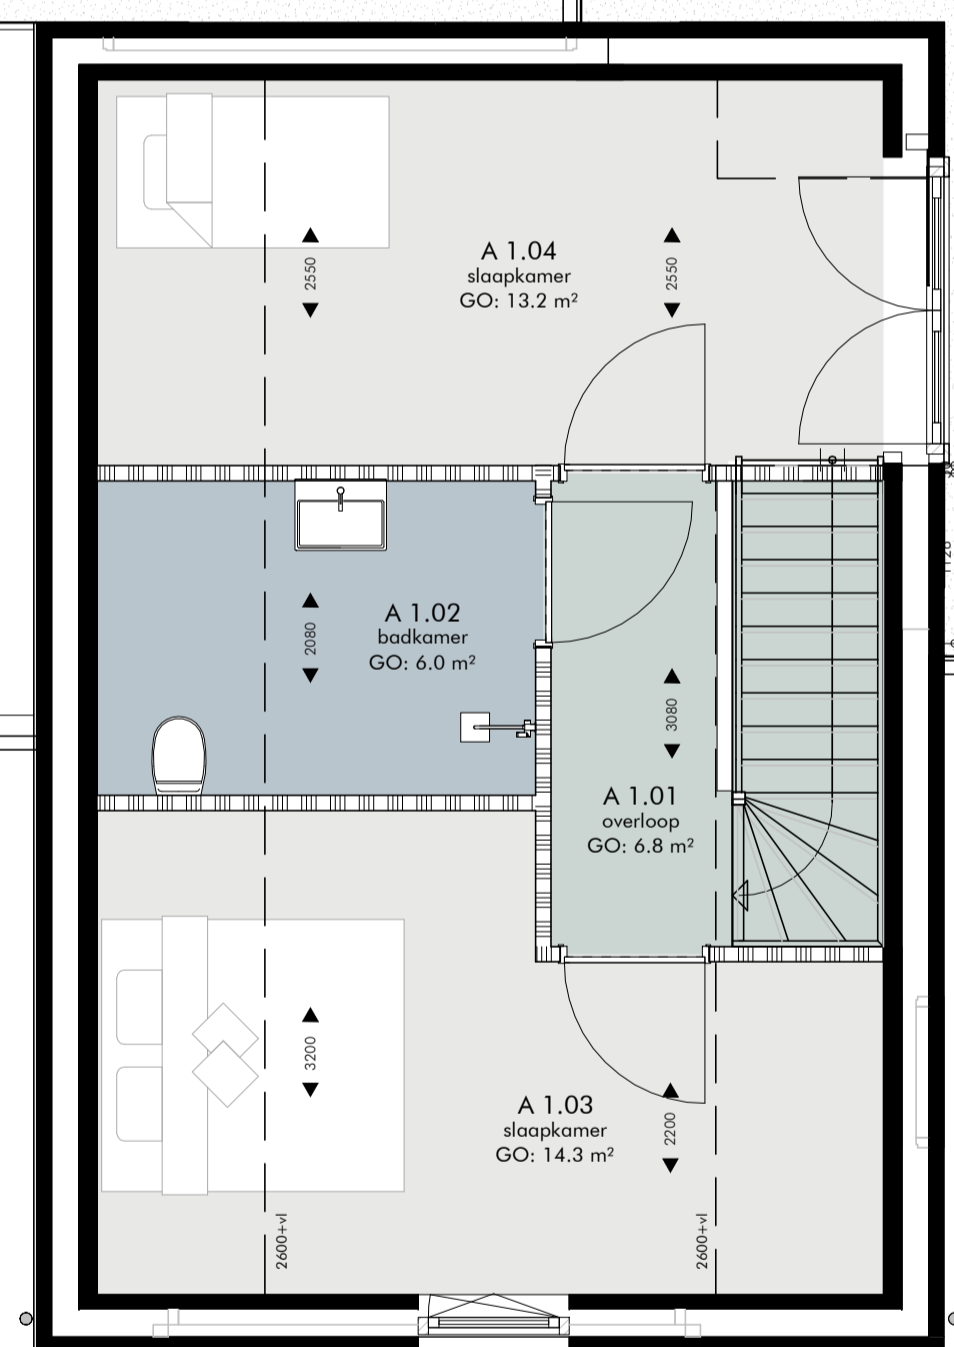 A 1.04
slaapkamer
GO: 13.2 m²
2550
2550
A 1.02
badkamer
GO: 6.0 m²
2080
3080
A 1.01
overloop
GO: 6.8 m²
3200
A 1.03
slaapkamer
GO: 14.3 m²
2200
2600+vl
2600+vl